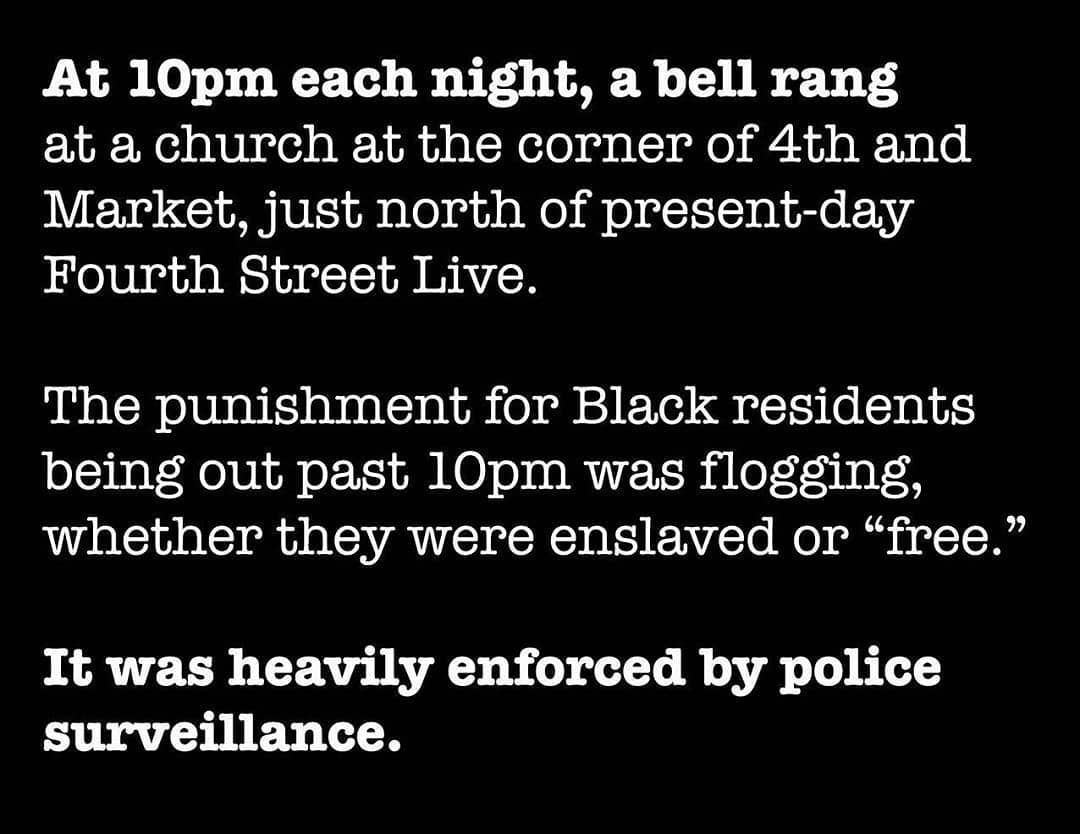 At 10pm each night, a bell rang
at a church at the corner of 4th and
Market, just north of present-day
Fourth Street Live.
The punishment for Black residents
being out past 10pm was flogging,
whether they were enslaved or “free.”
It was heavily enforced by police
surveillance.